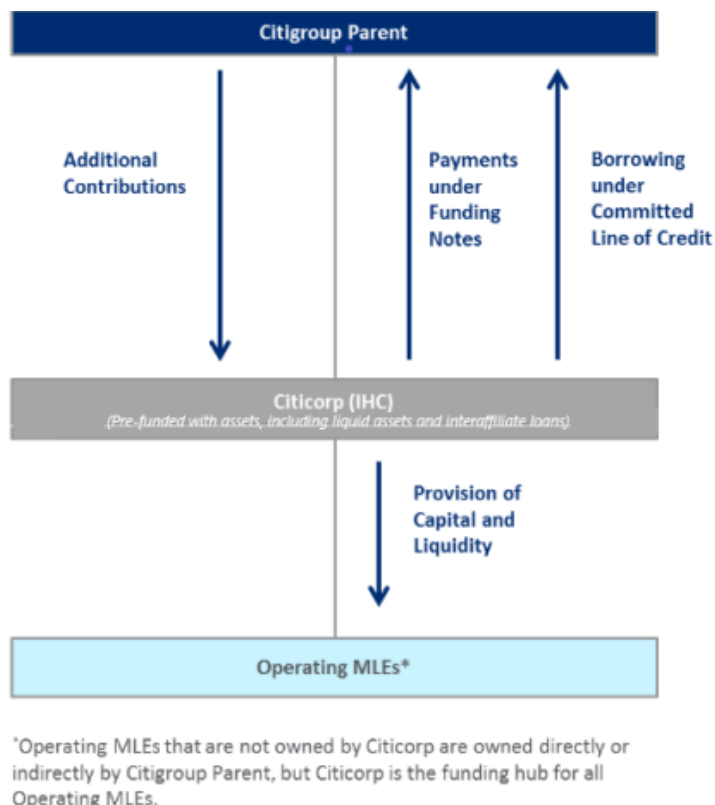 Citigroup Parent
Additional
Contributions
Payments
under
Funding
Notes
Borrowing
under
Committed
Line of Credit
Citicorp (IHC)
(Pre-funded with assets, including liquid assets and interaffiliate loans)
Provision of
Capital and
Liquidity
Operating MLEs*
*Operating MLEs that are not owned by Citicorp are owned directly or
indirectly by Citigroup Parent, but Citicorp is the funding hub for all
Operating MLEs.